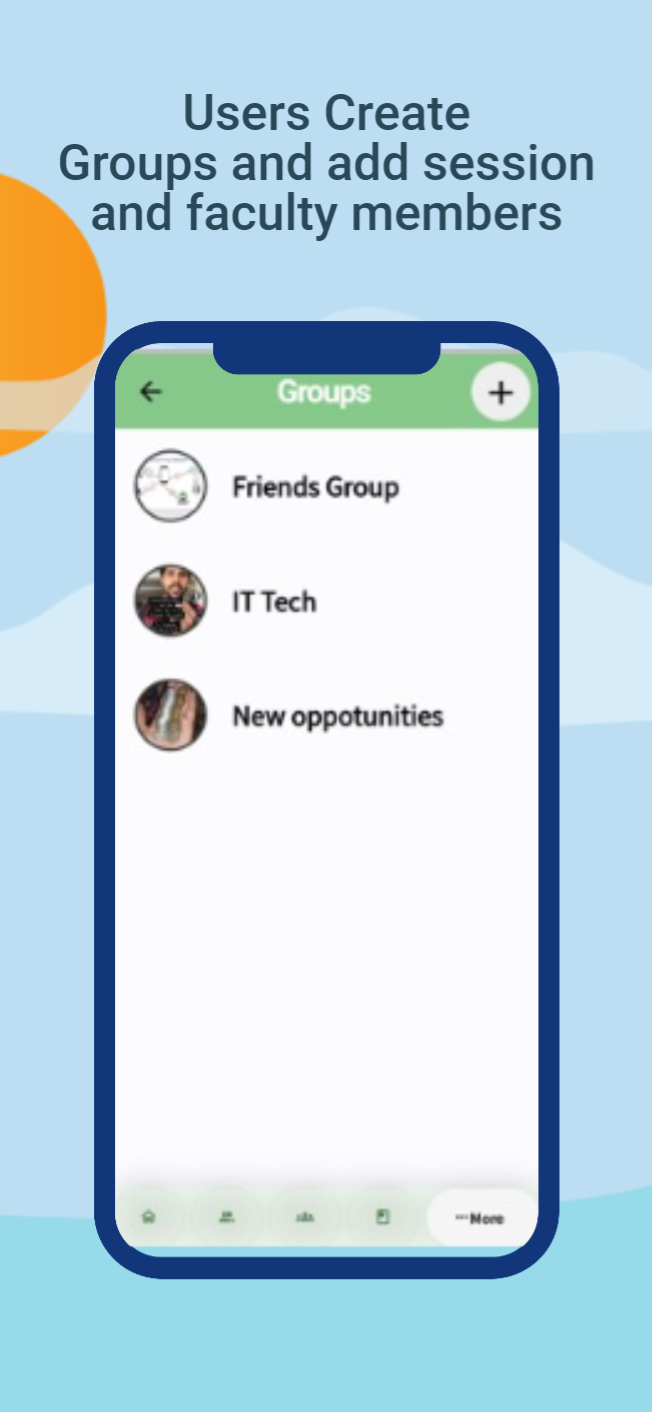 Users Create
Groups and add session
and faculty members
Groups
Friends Group
IT Tech
New oppotunities
···More